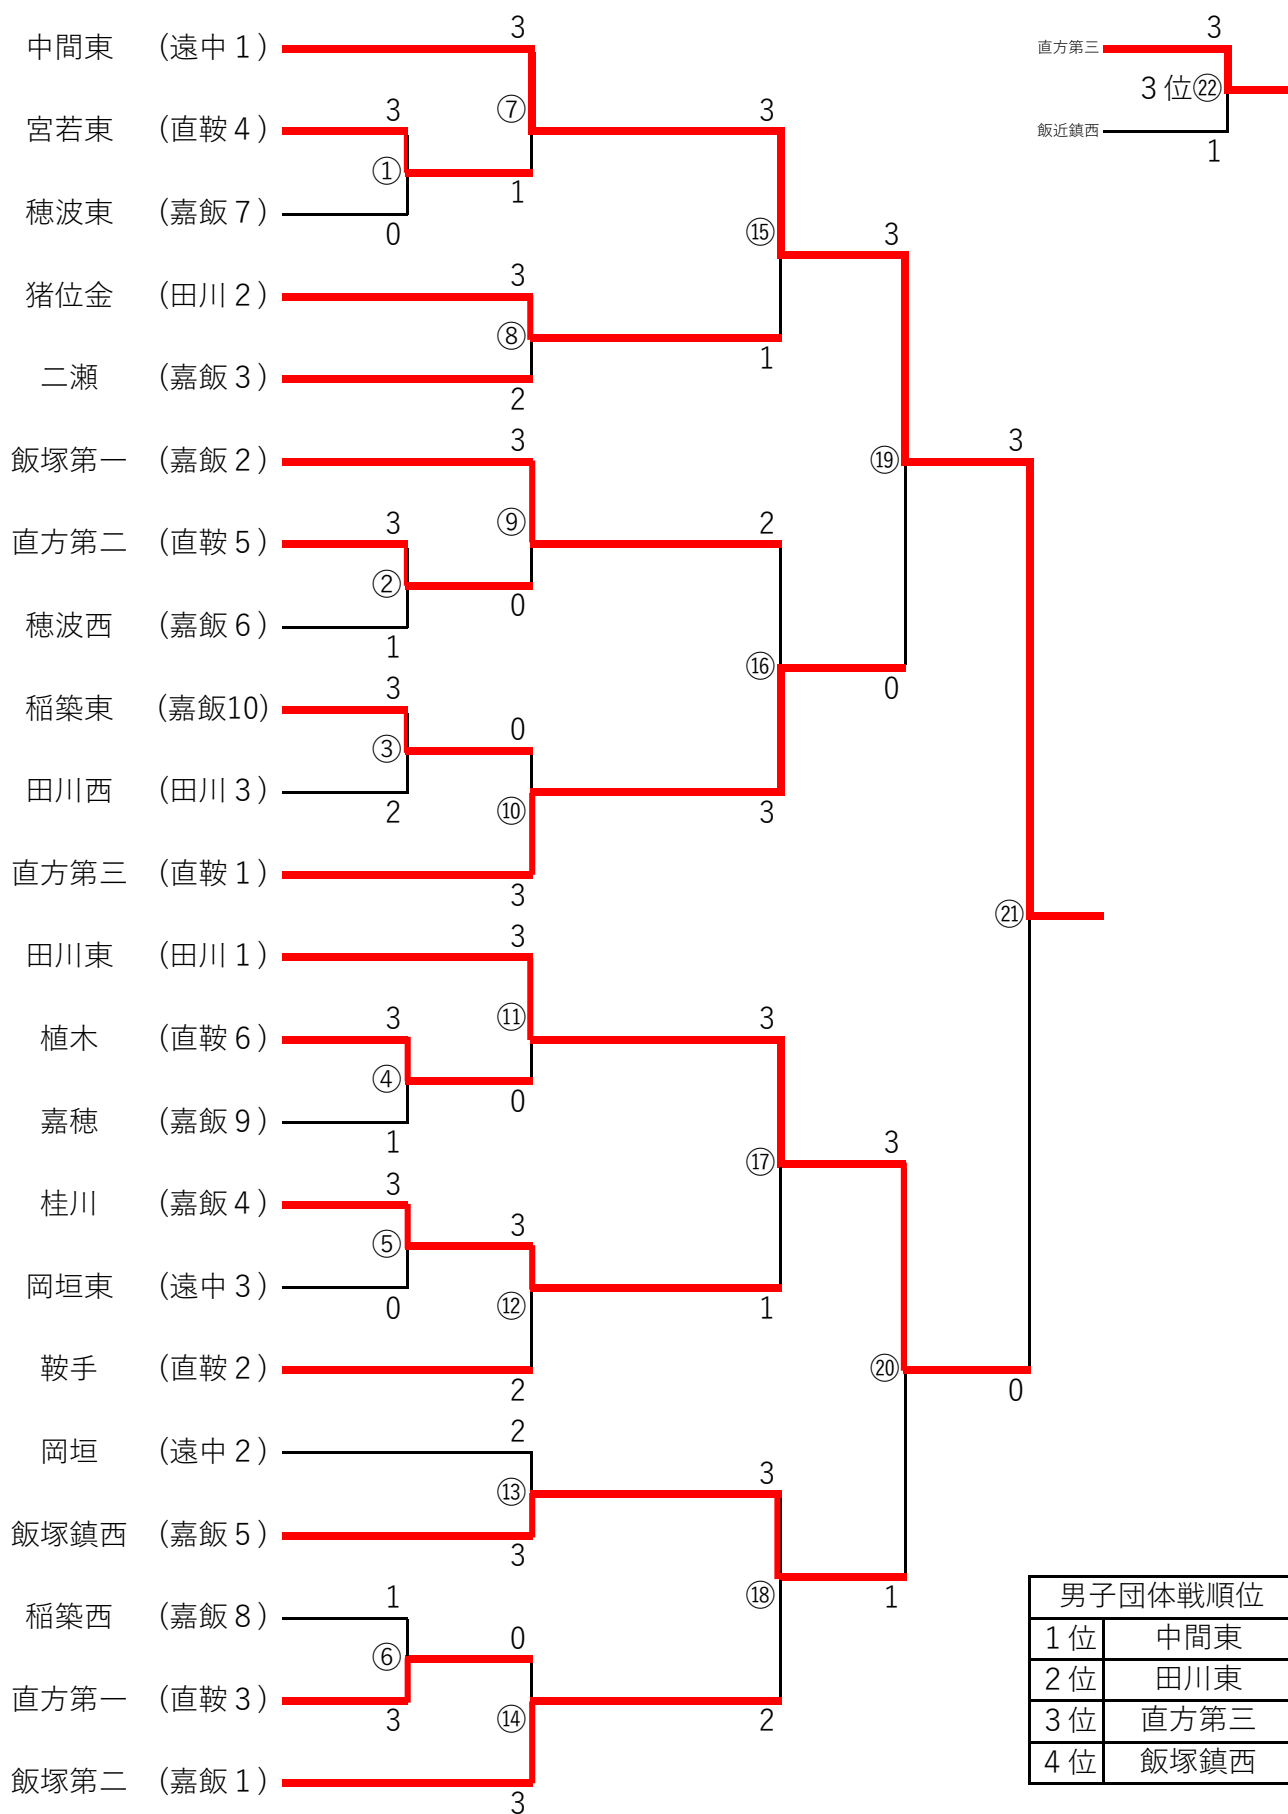 3
中間東 (遠中 1 )
直方第三
3
3 位㉒
飯近鎮西
1
3
⑦
3
宮若東 (直鞍 4 )
①
1
穂波東 (嘉飯 7 )
0
⑮
3
3
猪位金 (田川 2 )
⑧
1
二瀬 (嘉飯 3 )
2
3
3
飯塚第一 (嘉飯 2 )
⑲
3
⑨
2
直方第二 (直鞍 5 )
②
0
穂波西 (嘉飯 6 )
1
⑯
3
0
稲築東 (嘉飯10)
0
③
田川西 (田川 3 )
2
⑩
3
直方第三 (直鞍 1 )
3
㉑
3
田川東 (田川 1 )
3
⑪
3
植木 (直鞍 6 )
④
0
嘉穂 (嘉飯 9 )
1
⑰
3
3
桂川 (嘉飯 4 )
3
⑤
岡垣東 (遠中 3 )
0
⑫
1
鞍手 (直鞍 2 )
⑳
2
0
2
岡垣 (遠中 2 )
3
⑬
飯塚鎮西 (嘉飯 5 )
3
1
⑱
1
稲築西 (嘉飯 8 )
0
⑥
直方第一 (直鞍 3 )
3
⑭
2
飯塚第二 (嘉飯 1 )
3
男子団体戦順位
1 位 中間東
2 位 田川東
3 位 直方第三
4 位 飯塚鎮西